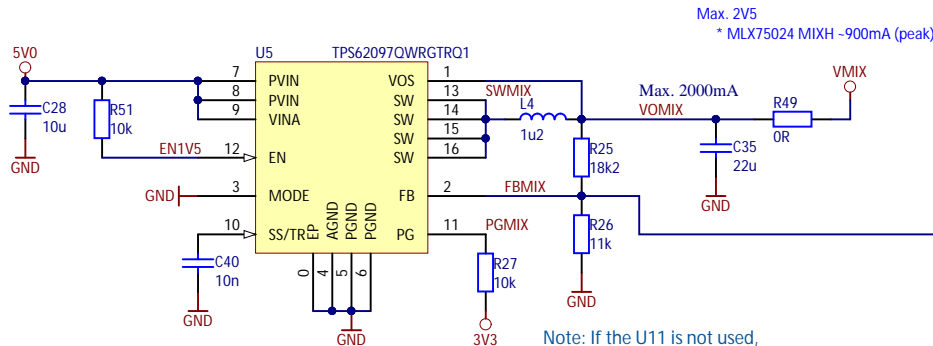 Max. 2V5
* MLX75024 MIXH ~900mA (peak)
5V0
U5 TPS62097QWRGTRQ1
VMIX
C28
10u
R51
10k
GND
7 PVIN
8 PVIN
9 VINA
EN1V5 12 EN
GND 3 MODE
10 SS/TR
C40
10n
GND
EP AGND PGND PGND
0 4 5 6
GND
VOS 1
SW 13 SWMIX
SW 14
SW 15
SW 16
FB 2 FBMIX
PG 11 PGMIX
L4
1u2
Max. 2000mA
VOMIX
R49
0R
C35
22u
GND
R25
18k2
R26
11k
GND
R27
10k
3V3
Note: If the U11 is not used,